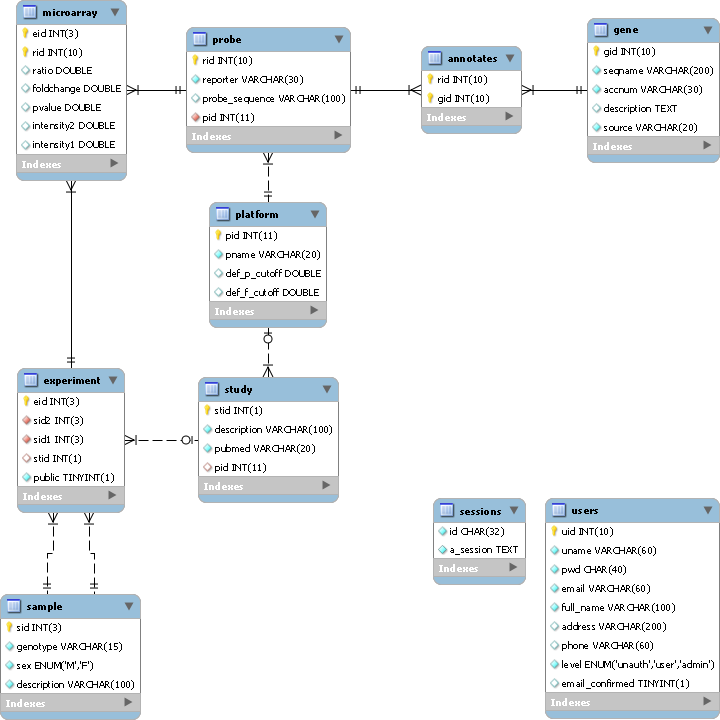 microarray
eid INT(3)
rid INT(10)
ratio DOUBLE
foldchange DOUBLE
pvalue DOUBLE
intensity2 DOUBLE
intensity1 DOUBLE
Indexes
probe
rid INT(10)
reporter VARCHAR(30)
probe_sequence VARCHAR(100)
pid INT(11)
Indexes
annotates
rid INT(10)
gid INT(10)
Indexes
gene
gid INT(10)
seqname VARCHAR(200)
accnum VARCHAR(30)
description TEXT
source VARCHAR(20)
Indexes
platform
pid INT(11)
pname VARCHAR(20)
def_p_cutoff DOUBLE
def_f_cutoff DOUBLE
Indexes
experiment
eid INT(3)
sid2 INT(3)
sid1 INT(3)
stid INT(1)
public TINYINT(1)
Indexes
study
stid INT(1)
description VARCHAR(100)
pubmed VARCHAR(20)
pid INT(11)
Indexes
sample
sid INT(3)
genotype VARCHAR(15)
sex ENUM('M','F')
description VARCHAR(100)
Indexes
sessions
id CHAR(32)
a_session TEXT
Indexes
users
uid INT(10)
uname VARCHAR(60)
pwd CHAR(40)
email VARCHAR(60)
full_name VARCHAR(100)
address VARCHAR(200)
phone VARCHAR(60)
level ENUM('unauth','user','admin')
email_confirmed TINYINT(1)
Indexes